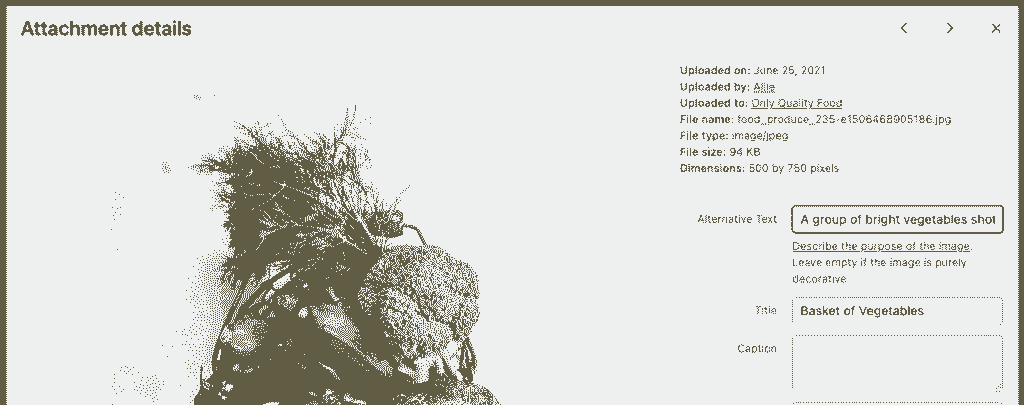 Attachment details
Uploaded on: June 25, 2021
Uploaded by: Allie
Uploaded to: Only Quality Food
File name: food_produce_235-e1506468905186.jpg
File type: image/jpeg
File size: 94 KB
Dimensions: 500 by 750 pixels
Alternative Text
A group of bright vegetables shot
Describe the purpose of the image.
Leave empty if the image is purely
decorative.
Title
Basket of Vegetables
Caption